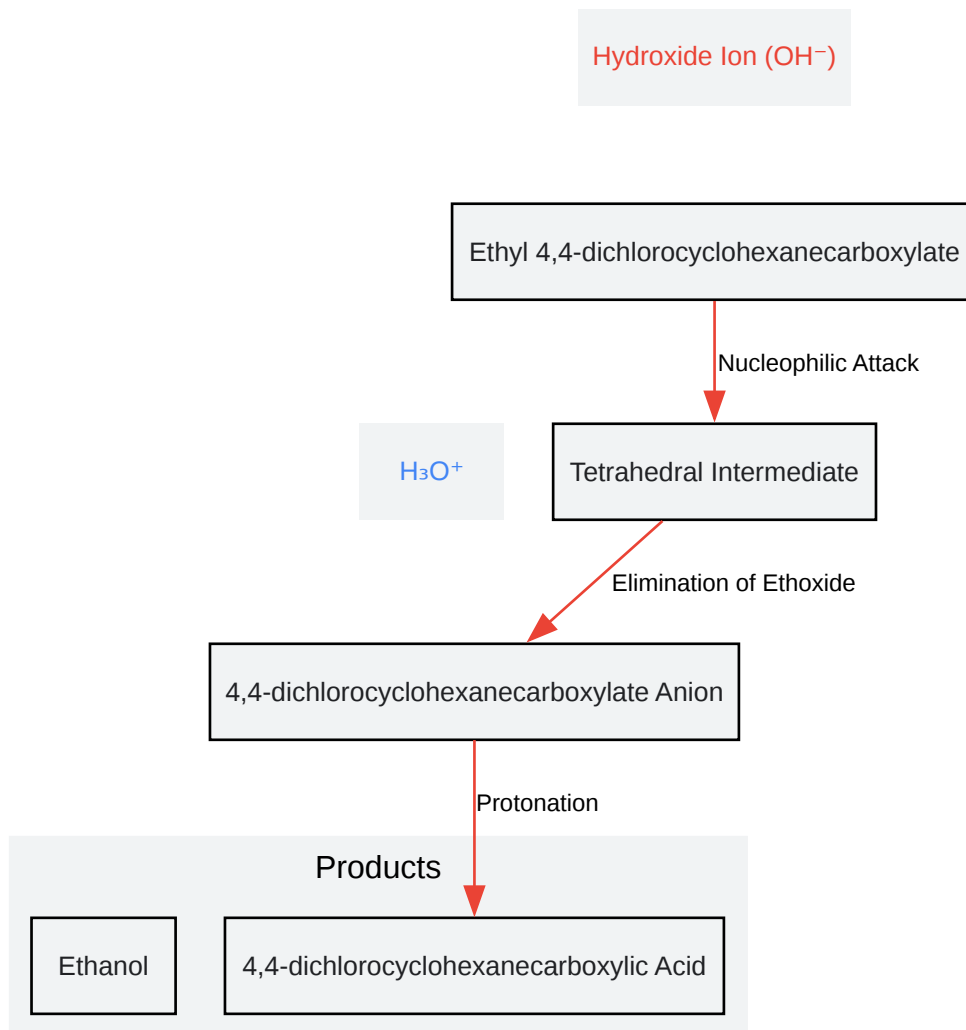 Hydroxide Ion (OH⁻)
Ethyl 4,4-dichlorocyclohexanecarboxylate
Nucleophilic Attack
H₃O⁺
Tetrahedral Intermediate
Elimination of Ethoxide
4,4-dichlorocyclohexanecarboxylate Anion
Protonation
Products
Ethanol
4,4-dichlorocyclohexanecarboxylic Acid